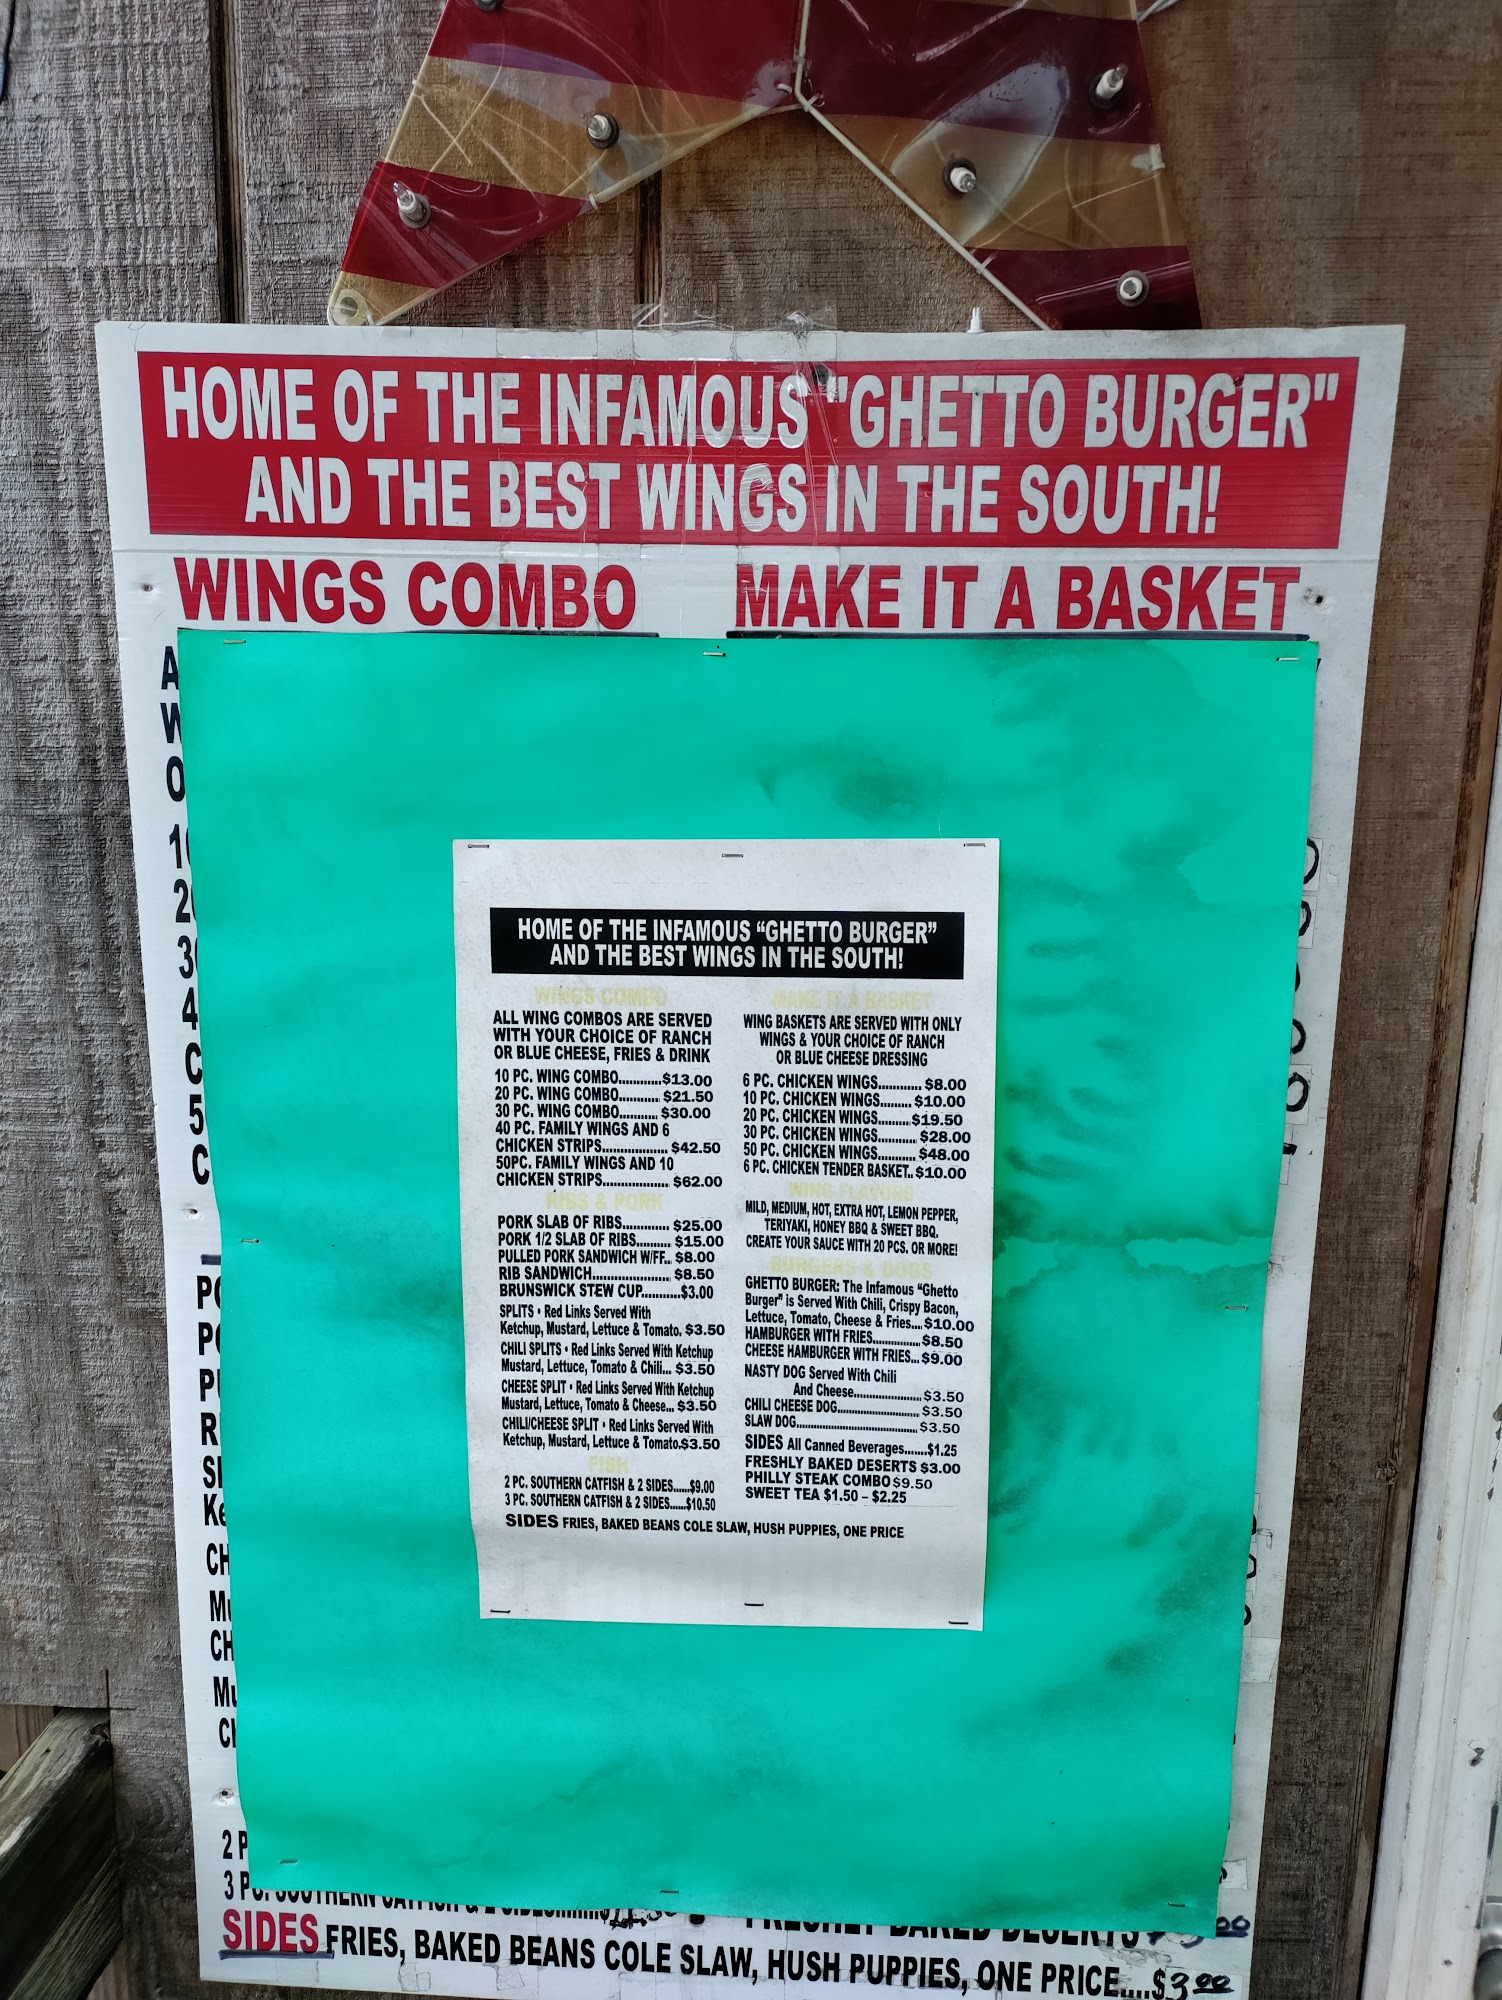 HOME OF THE INFAMOUS "GHETTO BURGER"
AND THE BEST WINGS IN THE SOUTH!
WINGS COMBO
MAKE IT A BASKET
HOME OF THE INFAMOUS “GHETTO BURGER”
AND THE BEST WINGS IN THE SOUTH!
WINGS COMBO
ALL WING COMBOS ARE SERVED
WITH YOUR CHOICE OF RANCH
OR BLUE CHEESE, FRIES & DRINK
10 PC. WING COMBO............$13.00
20 PC. WING COMBO........... $21.50
30 PC. WING COMBO........... $30.00
40 PC. FAMILY WINGS AND 6
CHICKEN STRIPS................... $42.50
50PC. FAMILY WINGS AND 10
CHICKEN STRIPS................... $62.00
RIBS & PORK
PORK SLAB OF RIBS............. $25.00
PORK 1/2 SLAB OF RIBS.......... $15.00
PULLED PORK SANDWICH W/FF.. $8.00
RIB SANDWICH...................... $8.50
BRUNSWICK STEW CUP...........$3.00
SPLITS • Red Links Served With
Ketchup, Mustard, Lettuce & Tomato. $3.50
CHILI SPLITS • Red Links Served With Ketchup
Mustard, Lettuce, Tomato & Chili... $3.50
CHEESE SPLIT • Red Links Served With Ketchup
Mustard, Lettuce, Tomato & Cheese... $3.50
CHILI/CHEESE SPLIT • Red Links Served With
Ketchup, Mustard, Lettuce & Tomato.$3.50
FISH
2 PC. SOUTHERN CATFISH & 2 SIDES......$9.00
3 PC. SOUTHERN CATFISH & 2 SIDES......$10.50
MAKE IT A BASKET
WING BASKETS ARE SERVED WITH ONLY
WINGS & YOUR CHOICE OF RANCH
OR BLUE CHEESE DRESSING
6 PC. CHICKEN WINGS............ $8.00
10 PC. CHICKEN WINGS......... $10.00
20 PC. CHICKEN WINGS.........$19.50
30 PC. CHICKEN WINGS........... $28.00
50 PC. CHICKEN WINGS.......... $48.00
6 PC. CHICKEN TENDER BASKET.. $10.00
WING FLAVORS
MILD, MEDIUM, HOT, EXTRA HOT, LEMON PEPPER,
TERIYAKI, HONEY BBQ & SWEET BBQ.
CREATE YOUR SAUCE WITH 20 PCS. OR MORE!
BURGERS & DOGS
GHETTO BURGER: The Infamous “Ghetto
Burger” is Served With Chili, Crispy Bacon,
Lettuce, Tomato, Cheese & Fries.... $10.00
HAMBURGER WITH FRIES.............. $8.50
CHEESE HAMBURGER WITH FRIES... $9.00
NASTY DOG Served With Chili
And Cheese......................$3.50
CHILI CHEESE DOG...........................$3.50
SLAW DOG........................................$3.50
SIDES All Canned Beverages.......$1.25
FRESHLY BAKED DESERTS $3.00
PHILLY STEAK COMBO $9.50
SWEET TEA $1.50 – $2.25
SIDES FRIES, BAKED BEANS COLE SLAW, HUSH PUPPIES, ONE PRICE
SIDES FRIES, BAKED BEANS COLE SLAW, HUSH PUPPIES, ONE PRICE....$3.00